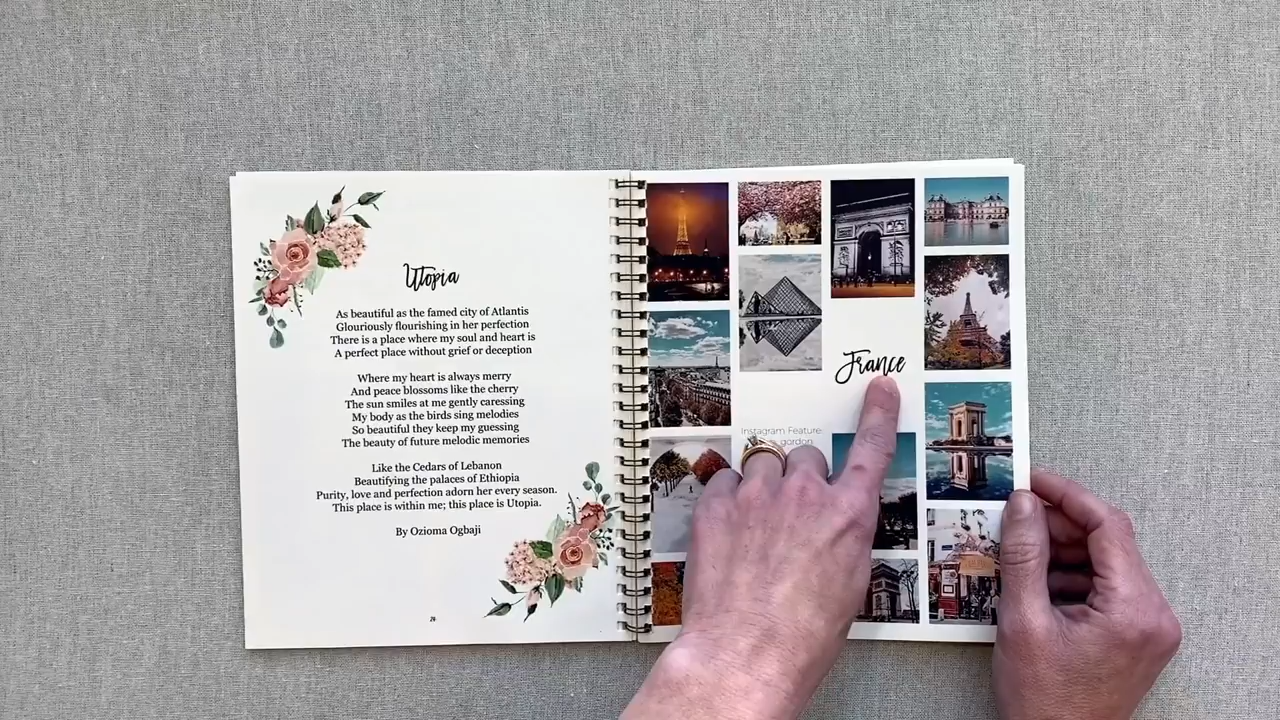 Utopia
As beautiful as the famed city of Atlantis
Glouriously flourishing in her perfection
There is a place where my soul and heart is
A perfect place without grief or deception
Where my heart is always merry
And peace blossoms like the cherry
The sun smiles at me gently caressing
My body as the birds sing melodies
So beautiful they keep my guessing
The beauty of future melodic memories
Like the Cedars of Lebanon
Beautifying the palaces of Ethiopia
Purity, love and perfection adorn her every season.
This place is within me; this place is Utopia.
By Ozioma Ogbaji
France
Instagram Feature:
gordon